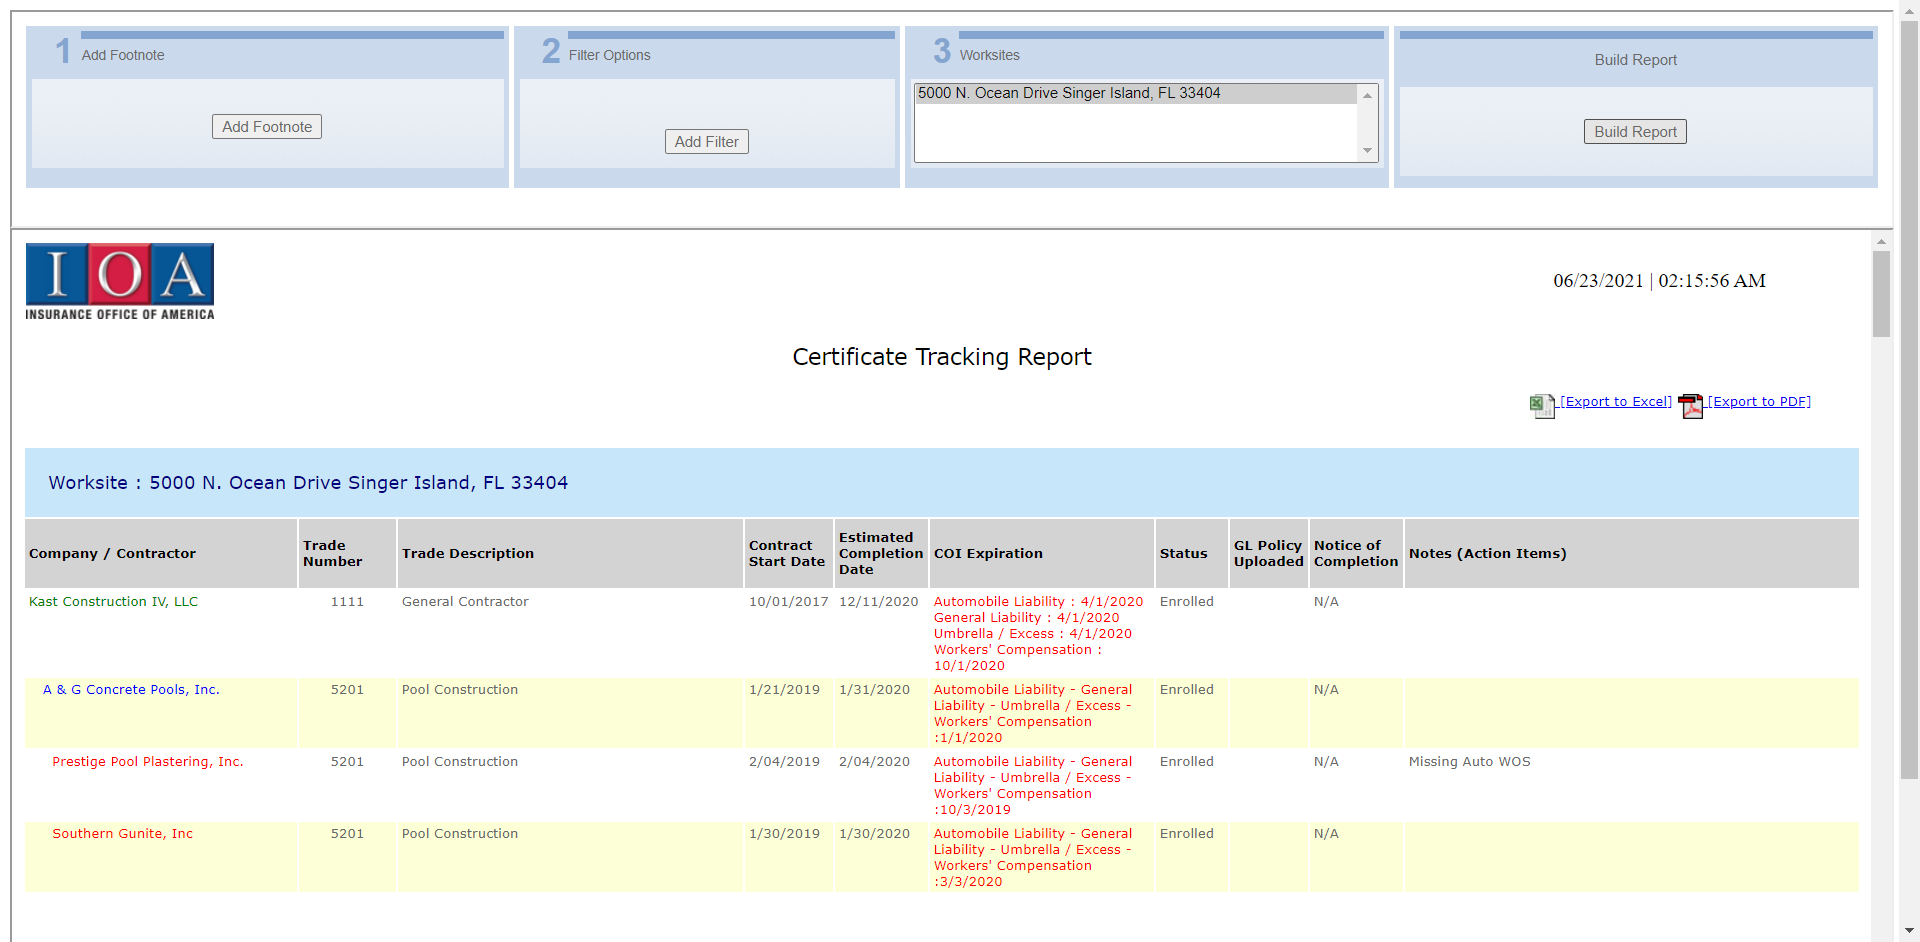 1 Add Footnote
Add Footnote
2 Filter Options
Add Filter
3 Worksites
5000 N. Ocean Drive Singer Island, FL 33404
Build Report
Build Report
I O A
INSURANCE OFFICE OF AMERICA
06/23/2021 | 02:15:56 AM
Certificate Tracking Report
[Export to Excel] [Export to PDF]
Worksite : 5000 N. Ocean Drive Singer Island, FL 33404
Company / Contractor
Trade
Number
Trade Description
Contract
Start Date
Estimated
Completion
Date
COI Expiration
Status
GL Policy
Uploaded
Notice of
Completion
Notes (Action Items)
Kast Construction IV, LLC 1111 General Contractor 10/01/2017 12/11/2020 Automobile Liability : 4/1/2020 Enrolled N/A
General Liability : 4/1/2020
Umbrella / Excess : 4/1/2020
Workers' Compensation :
10/1/2020
A & G Concrete Pools, Inc. 5201 Pool Construction 1/21/2019 1/31/2020 Automobile Liability - General Enrolled N/A
Liability - Umbrella / Excess -
Workers' Compensation
:1/1/2020
Prestige Pool Plastering, Inc. 5201 Pool Construction 2/04/2019 2/04/2020 Automobile Liability - General Enrolled N/A Missing Auto WOS
Liability - Umbrella / Excess -
Workers' Compensation
:10/3/2019
Southern Gunite, Inc 5201 Pool Construction 1/30/2019 1/30/2020 Automobile Liability - General Enrolled N/A
Liability - Umbrella / Excess -
Workers' Compensation
:3/3/2020